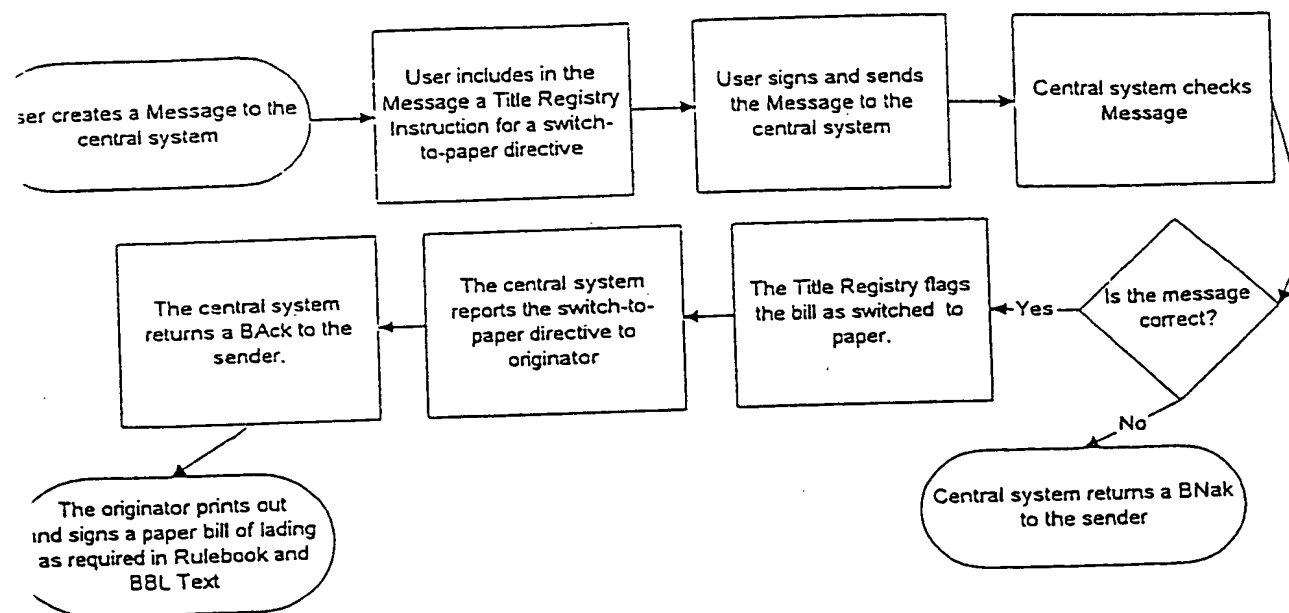 ser creates a Message to the
central system
User includes in the
Message a Title Registry
Instruction for a switch-
to-paper directive
User signs and sends
the Message to the
central system
Central system checks
Message
Is the message
correct?
Yes
The Title Registry flags
the bill as switched to
paper.
The central system
reports the switch-to-
paper directive to
originator
The central system
returns a BAck to the
sender.
The originator prints out
and signs a paper bill of lading
as required in Rulebook and
BBL Text
No
Central system returns a BNak
to the sender